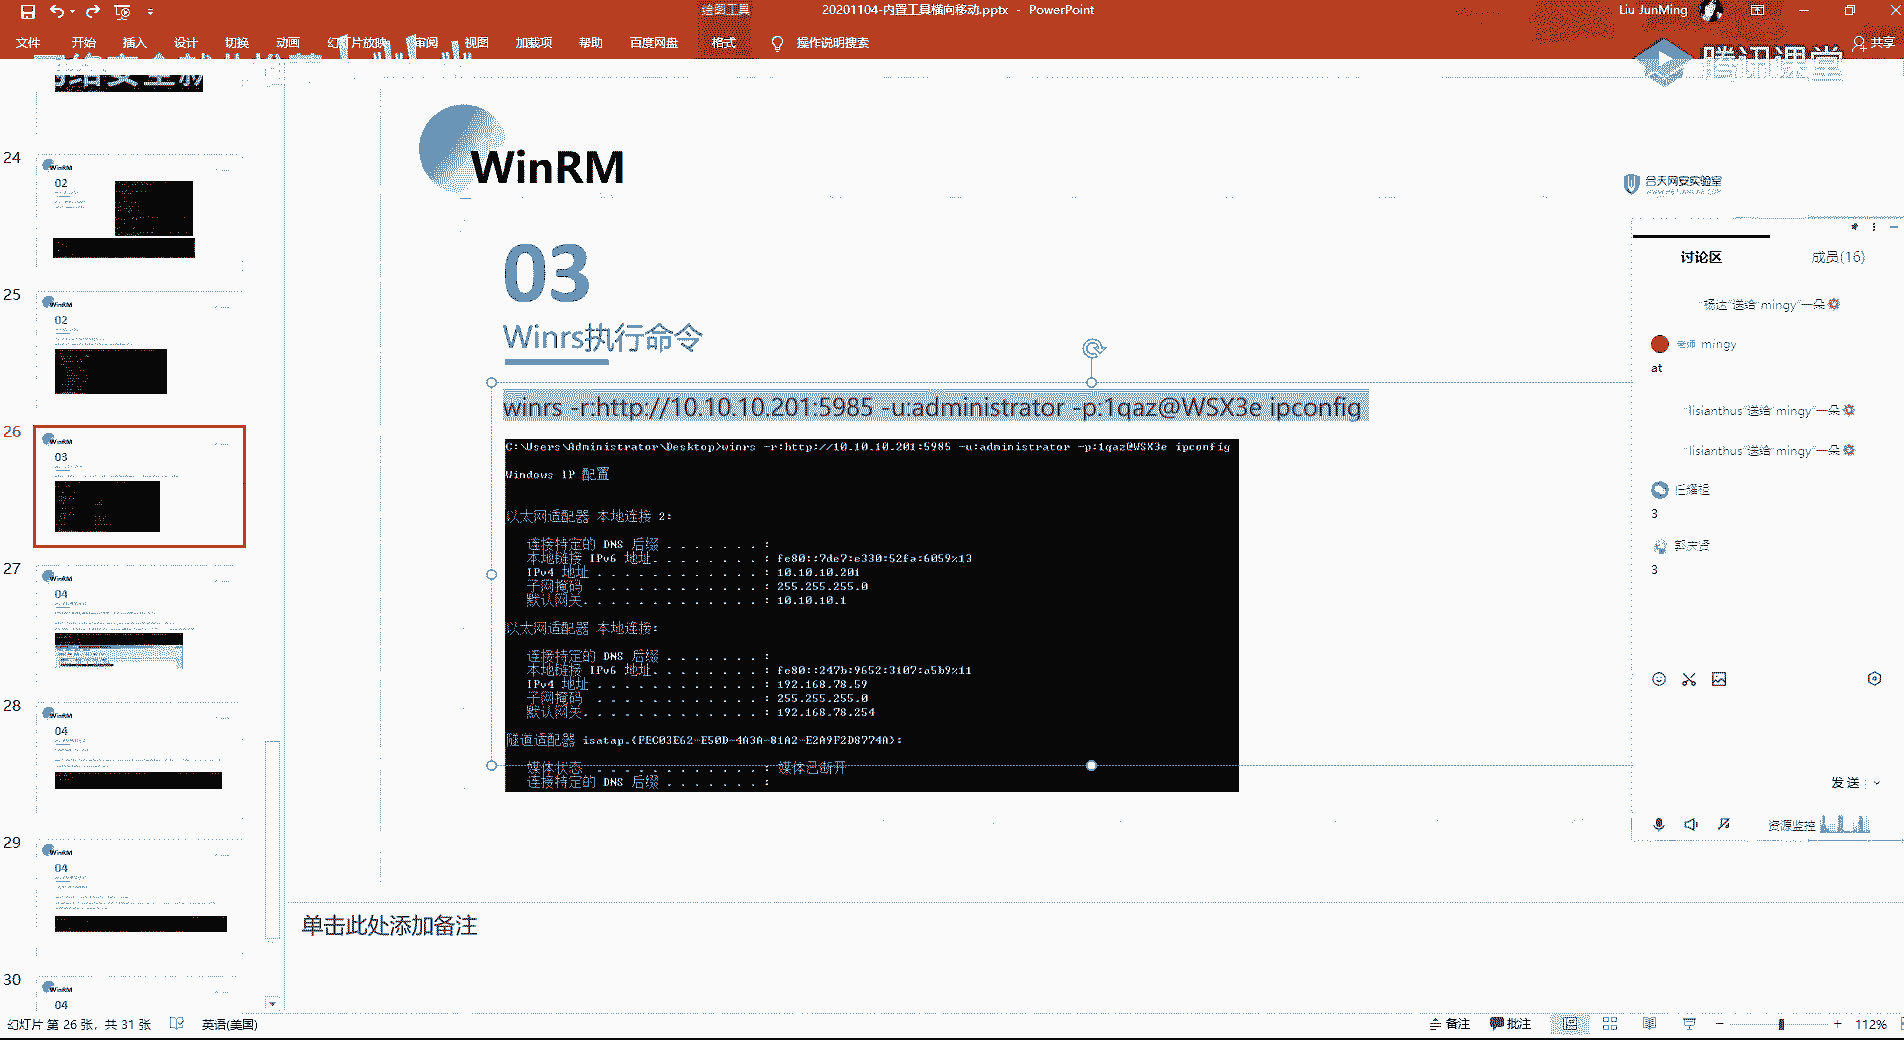 绘图工具
20201104-内置工具横向移动.pptx - PowerPoint
Liu JunMing
文件 开始 插入 设计 切换 动画 幻灯片放映 审阅 视图 加载项 帮助 百度网盘 格式 操作说明搜索
共享
腾讯课堂
24
WinRM
02
25
WinRM
02
26
WinRM
03
27
WinRM
04
28
WinRM
04
29
WinRM
04
30
WinRM
04
WinRM
合天网安实验室
03
Winrs执行命令
winrs -r:http://10.10.10.201:5985 -u:administrator -p:1qaz@WSX3e ipconfig
C:\Users\Administrator\Desktop>winrs -r:http://10.10.10.201:5985 -u:administrator -p:1qaz@WSX3e ipconfig
Windows IP 配置
以太网适配器 本地连接 2:
连接特定的 DNS 后缀 . . . . . . . :
本地链接 IPv6 地址. . . . . . . . : fe80::7de7:e330:52fa:6059%13
IPv4 地址 . . . . . . . . . . . . : 10.10.10.201
子网掩码 . . . . . . . . . . . . : 255.255.255.0
默认网关. . . . . . . . . . . . . : 10.10.10.1
以太网适配器 本地连接:
连接特定的 DNS 后缀 . . . . . . . :
本地链接 IPv6 地址. . . . . . . . : fe80::247b:9652:3107:a5b9%11
IPv4 地址 . . . . . . . . . . . . : 192.168.78.59
子网掩码 . . . . . . . . . . . . : 255.255.255.0
默认网关. . . . . . . . . . . . . : 192.168.78.254
隧道适配器 isatap.{PEC03E62-E50D-4A3A-81A2-E2A9F2D8774A}:
媒体状态 . . . . . . . . . . . . : 媒体已断开
连接特定的 DNS 后缀 . . . . . . . :
讨论区 成员(16)
"杨达"送给"mingy"一朵
老师 mingy
at
"lisianthus"送给"mingy"一朵
"lisianthus"送给"mingy"一朵
3
3
发送
资源监控
单击此处添加备注
幻灯片 第 26 张，共 31 张 英语(美国)
备注 批注 112%